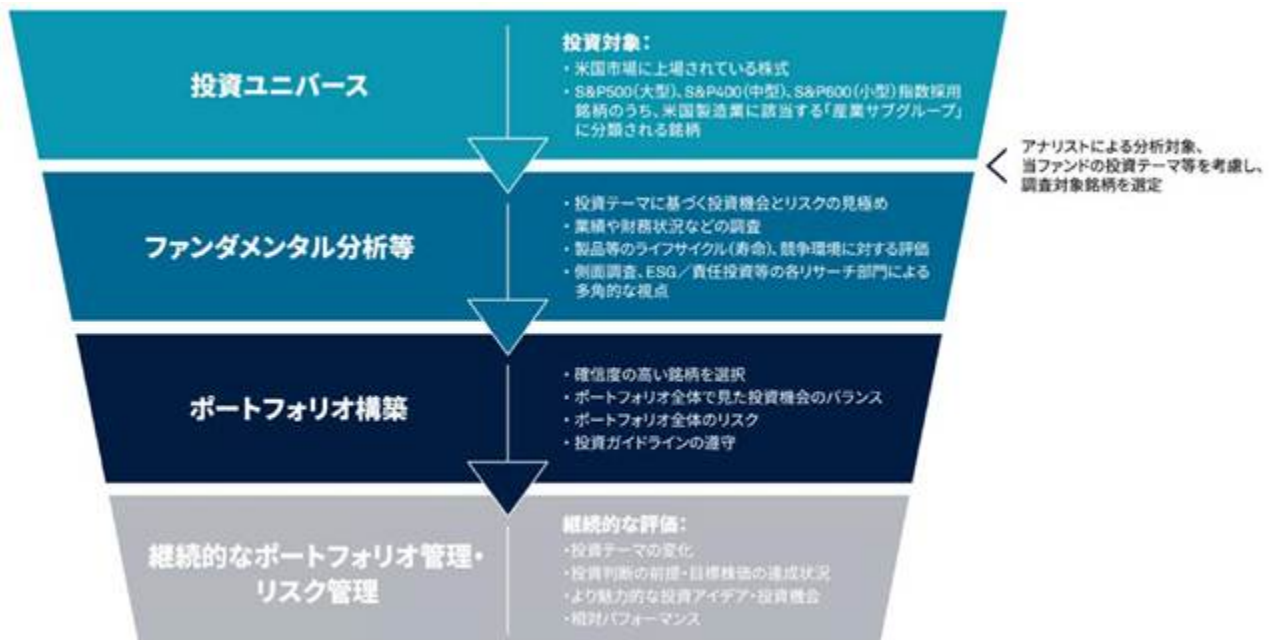 投資ユニバース
投資対象：
・米国市場に上場されている株式
・S&P500（大型）、S&P400（中型）、S&P600（小型）指数採用
銘柄のうち、米国製造業に該当する「産業サブグループ」
に分類される銘柄
アナリストによる分析対象、
当ファンドの投資テーマ等を考慮し、
調査対象銘柄を選定
ファンダメンタル分析等
・投資テーマに基づく投資機会とリスクの見極め
・業績や財務状況などの調査
・製品等のライフサイクル（寿命）、競争環境に対する評価
・側面調査、ESG／責任投資等の各リサーチ部門による
多角的な視点
ポートフォリオ構築
・確信度の高い銘柄を選択
・ポートフォリオ全体で見た投資機会のバランス
・ポートフォリオ全体のリスク
・投資ガイドラインの遵守
継続的なポートフォリオ管理・
リスク管理
継続的な評価：
・投資テーマの変化
・投資判断の前提・目標株価の達成状況
・より魅力的な投資アイデア・投資機会
・相対パフォーマンス